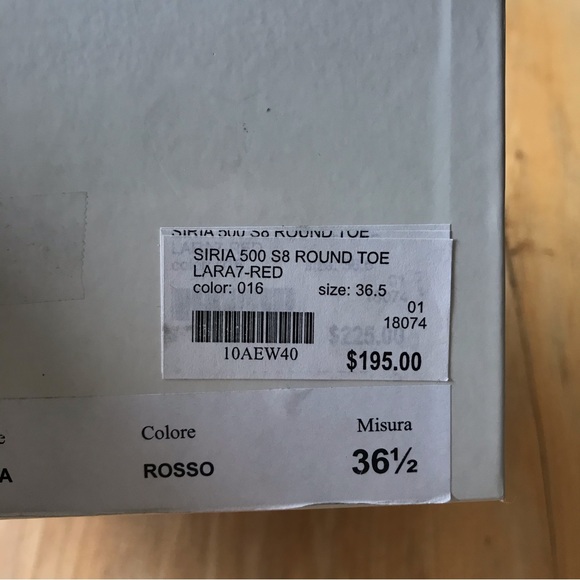 SIRIA 500 S8 ROUND TOE
SIRIA 500 S8 ROUND TOE
LARA7-RED
color: 016 size: 36.5
01
18074
$225.00
10AEW40
$195.00
Colore Misura
ROSSO 36½